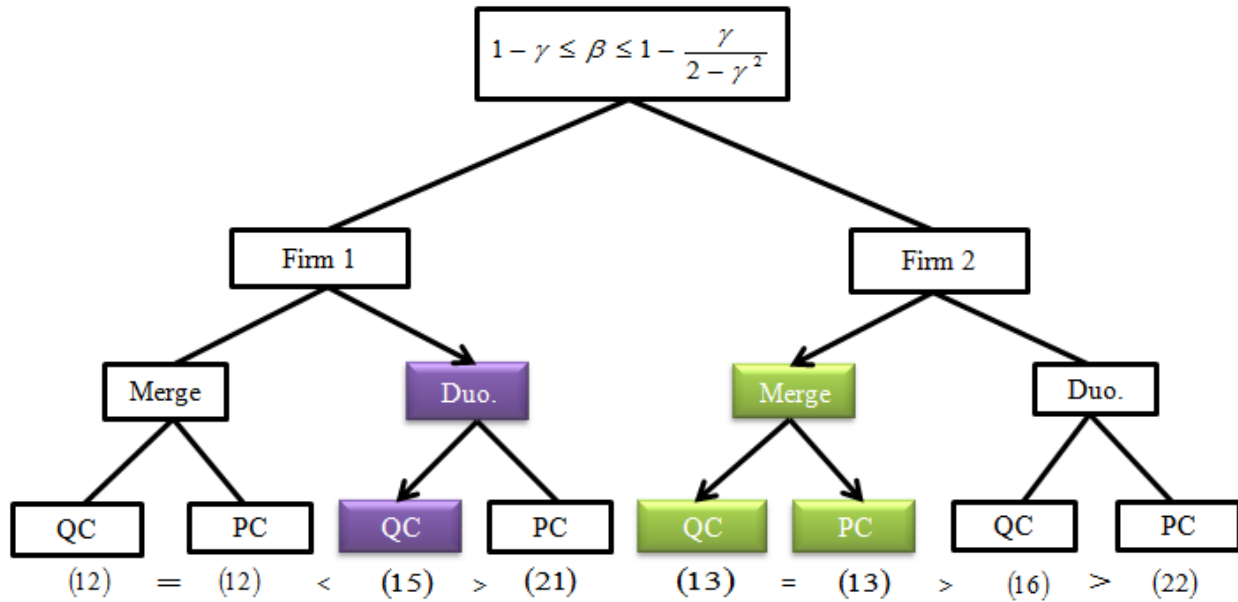 1 − γ ≤ β ≤ 1 − γ / (2 − γ²)
Firm 1 Firm 2
Merge Duo. Merge Duo.
QC PC QC PC QC PC QC PC
(12) = (12) < (15) > (21) (13) = (13) > (16) > (22)